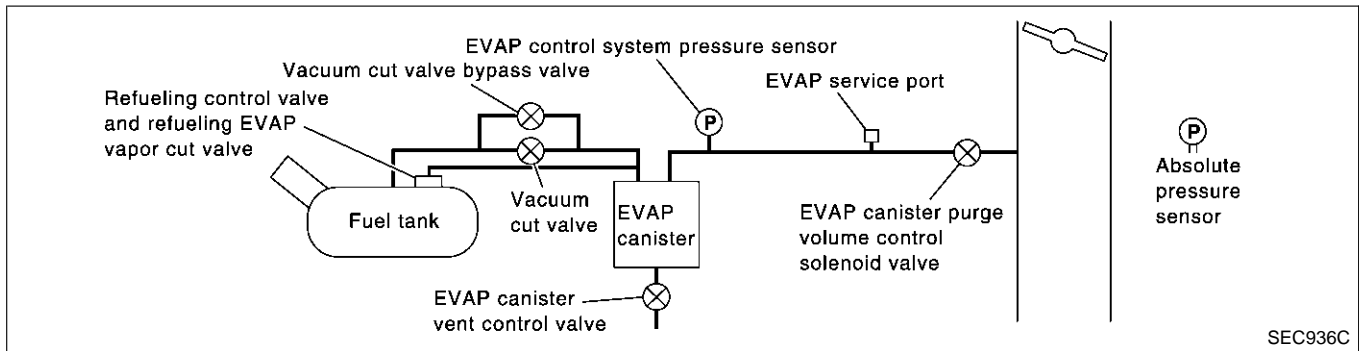 EVAP control system pressure sensor
Vacuum cut valve bypass valve
Refueling control valve
and refueling EVAP
vapor cut valve
EVAP service port
P
P
Absolute
pressure
sensor
Fuel tank
Vacuum
cut valve
EVAP
canister
EVAP canister purge
volume control
solenoid valve
EVAP canister
vent control valve
SEC936C